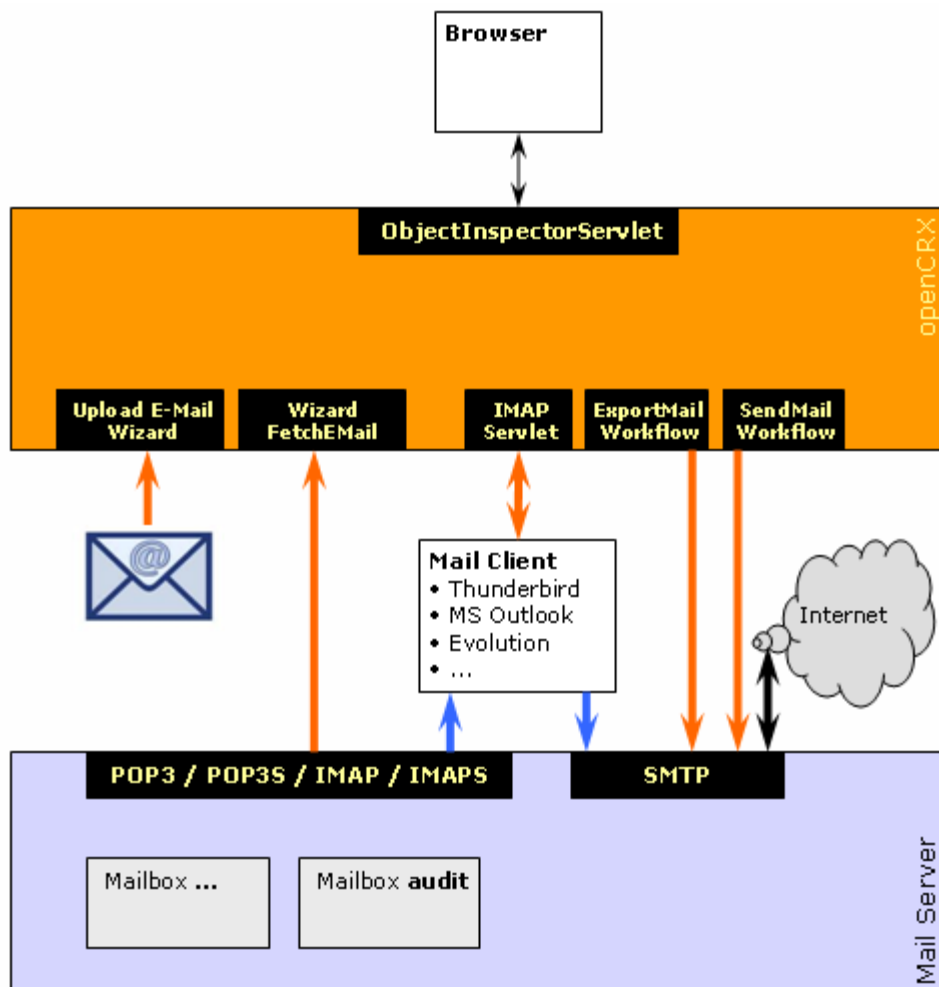 Browser
ObjectInspectorServlet
openCRX
Upload E-Mail
Wizard
Wizard
FetchEMail
IMAP
Servlet
ExportMail
Workflow
SendMail
Workflow
@
Mail Client
• Thunderbird
• MS Outlook
• Evolution
• ...
Internet
POP3 / POP3S / IMAP / IMAPS
SMTP
Mailbox ...
Mailbox audit
Mail Server